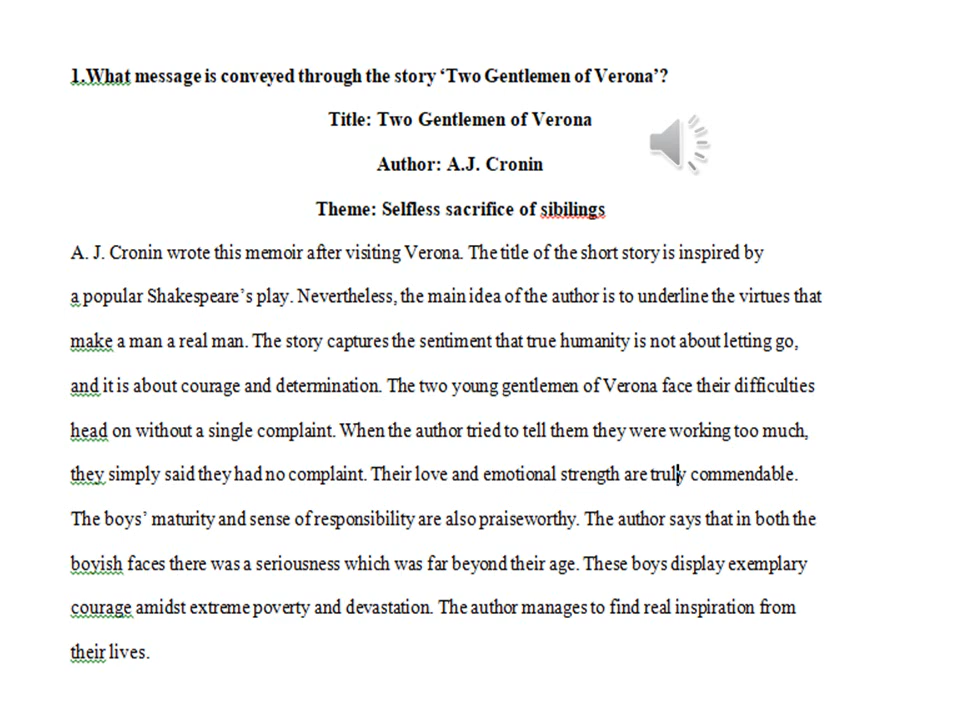 1.What message is conveyed through the story ‘Two Gentlemen of Verona’?
Title: Two Gentlemen of Verona
Author: A.J. Cronin
Theme: Selfless sacrifice of sibilings
A. J. Cronin wrote this memoir after visiting Verona. The title of the short story is inspired by
a popular Shakespeare’s play. Nevertheless, the main idea of the author is to underline the virtues that
make a man a real man. The story captures the sentiment that true humanity is not about letting go,
and it is about courage and determination. The two young gentlemen of Verona face their difficulties
head on without a single complaint. When the author tried to tell them they were working too much,
they simply said they had no complaint. Their love and emotional strength are truly commendable.
The boys’ maturity and sense of responsibility are also praiseworthy. The author says that in both the
boyish faces there was a seriousness which was far beyond their age. These boys display exemplary
courage amidst extreme poverty and devastation. The author manages to find real inspiration from
their lives.